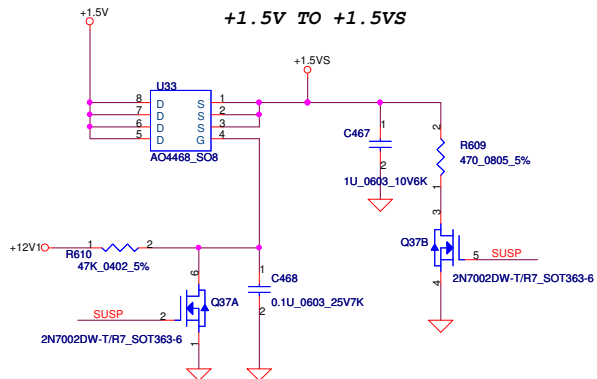 +1.5V
+1.5V TO +1.5VS
+1.5VS
U33
8 D S 1
7 D S 2
6 D S 3
5 D G 4
AO4468_SO8
1
C467
2
1U_0603_10V6K
2
R609
470_0805_5%
1
3
Q37B
5
SUSP
4
2N7002DW-T/R7_SOT363-6
+12V1
1
R610
2
47K_0402_5%
6
Q37A
SUSP
2
1
2N7002DW-T/R7_SOT363-6
1
C468
0.1U_0603_25V7K
2